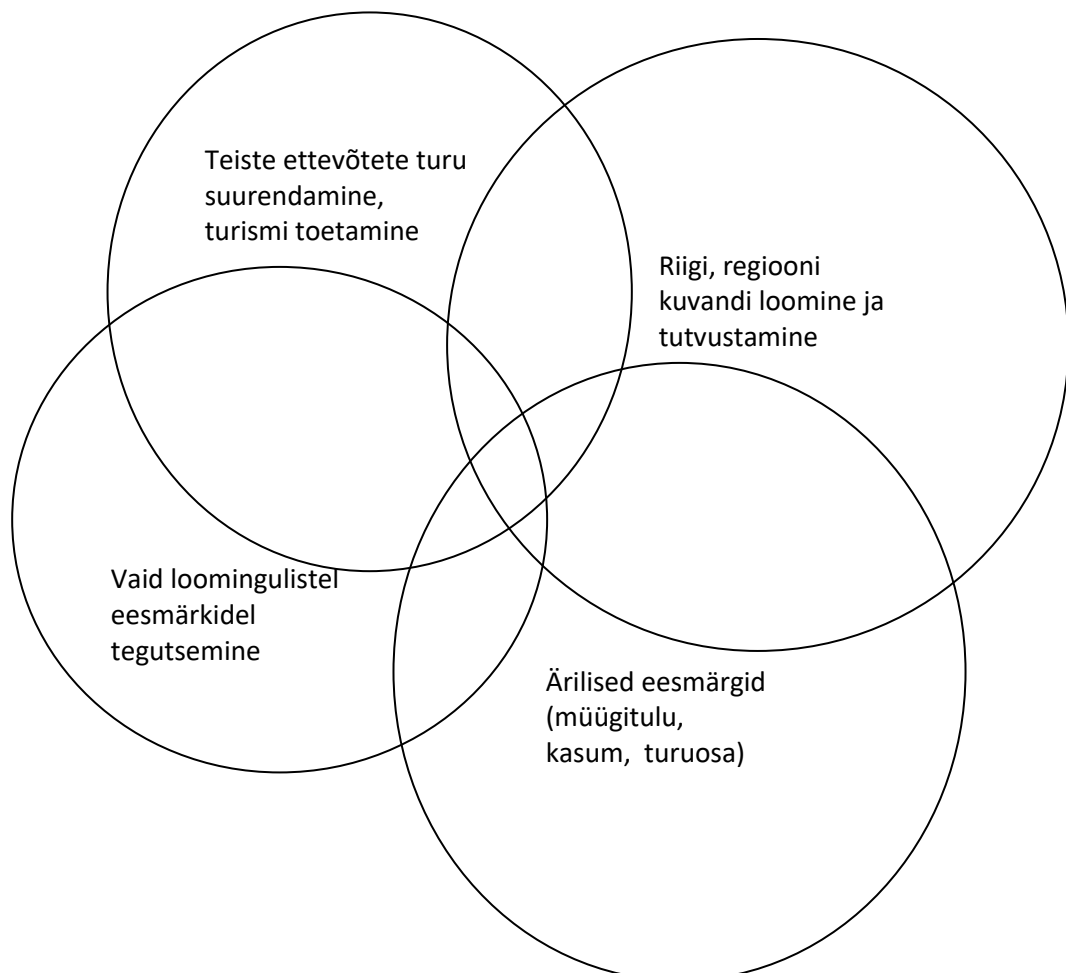 Teiste ettevõtete turu
suurendamine,
turismi toetamine
Riigi, regiooni
kuvandi loomine ja
tutvustamine
Vaid loomingulistel
eesmärkidel
tegutsemine
Ärilised eesmärgid
(müügitulu,
kasum,  turuosa)